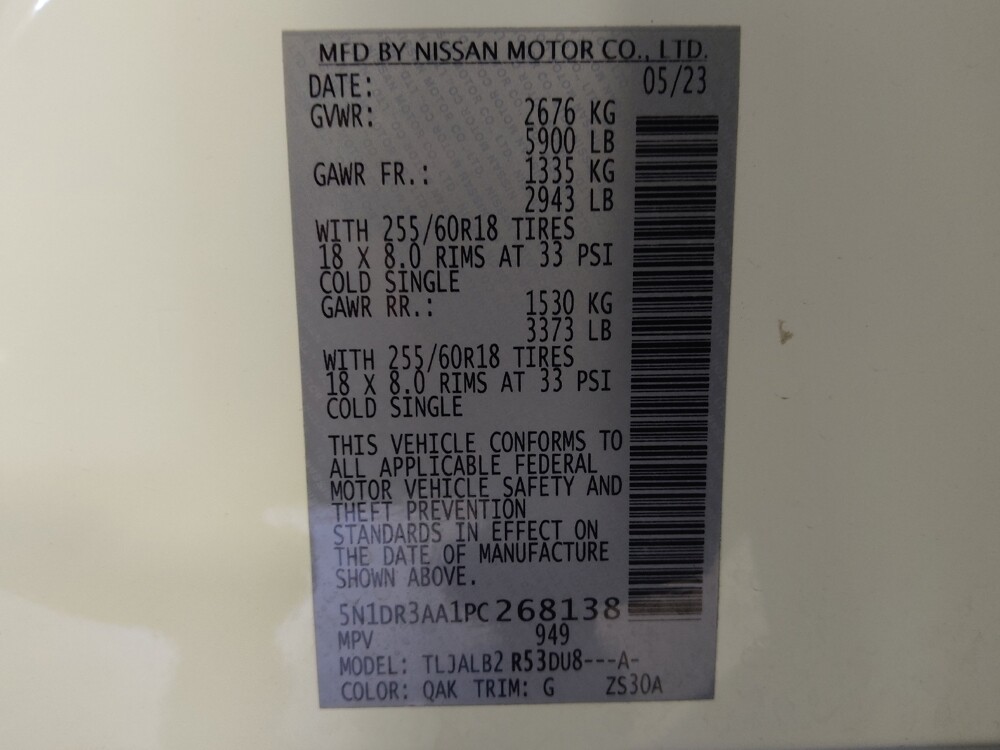 MFD BY NISSAN MOTOR CO., LTD.
DATE: 05/23
GVWR: 2676 KG
5900 LB
GAWR FR.: 1335 KG
2943 LB
WITH 255/60R18 TIRES
18 X 8.0 RIMS AT 33 PSI
COLD SINGLE
GAWR RR.: 1530 KG
3373 LB
WITH 255/60R18 TIRES
18 X 8.0 RIMS AT 33 PSI
COLD SINGLE
THIS VEHICLE CONFORMS TO
ALL APPLICABLE FEDERAL
MOTOR VEHICLE SAFETY AND
THEFT PREVENTION
STANDARDS IN EFFECT ON
THE DATE OF MANUFACTURE
SHOWN ABOVE.
5N1DR3AA1PC268138
MPV 949
MODEL: TLJALB2 R53DU8---A-
COLOR: QAK TRIM: G ZS30A